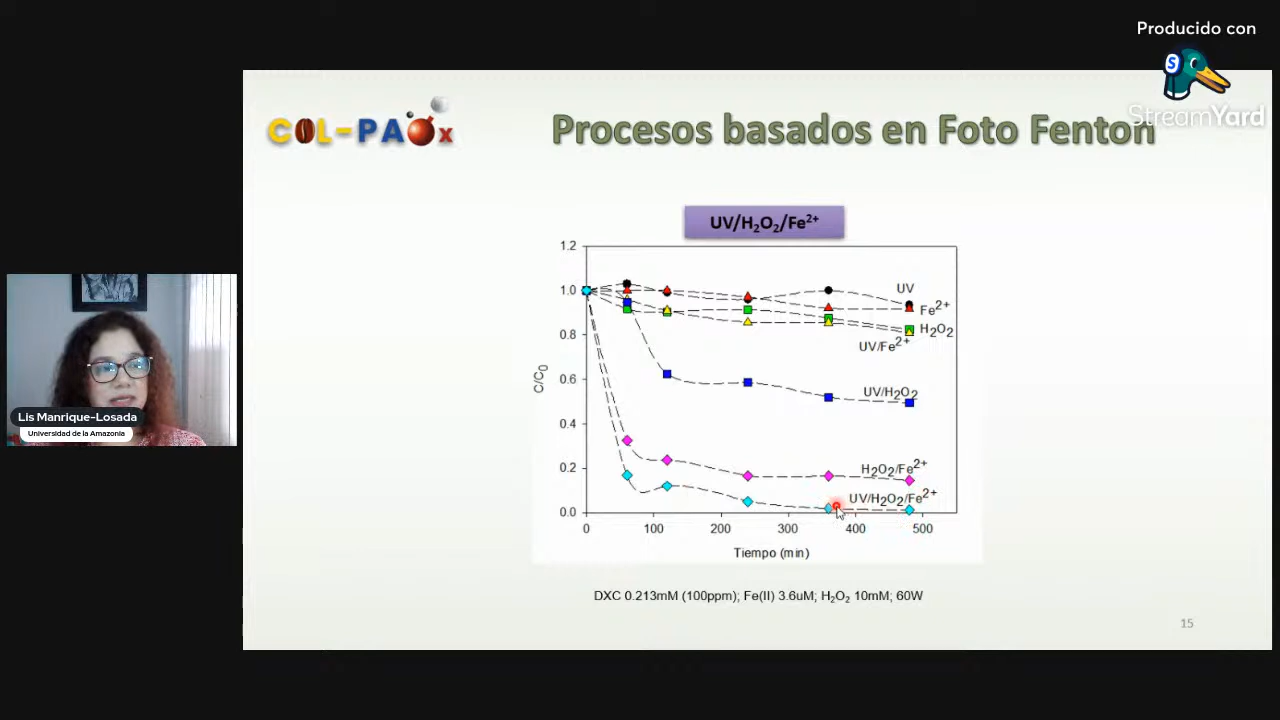 Producido con
S
StreamYard
COL-PAOx
Procesos basados en Foto Fenton
UV/H₂O₂/Fe²⁺
1.2
1.0
0.8
0.6
0.4
0.2
0.0
C/C₀
UV
Fe²⁺
H₂O₂
UV/Fe²⁺
UV/H₂O₂
H₂O₂/Fe²⁺
UV/H₂O₂/Fe²⁺
0 100 200 300 400 500
Tiempo (min)
DXC 0.213mM (100ppm); Fe(II) 3.6uM; H₂O₂ 10mM; 60W
15
Lis Manrique-Losada
Universidad de la Amazonia